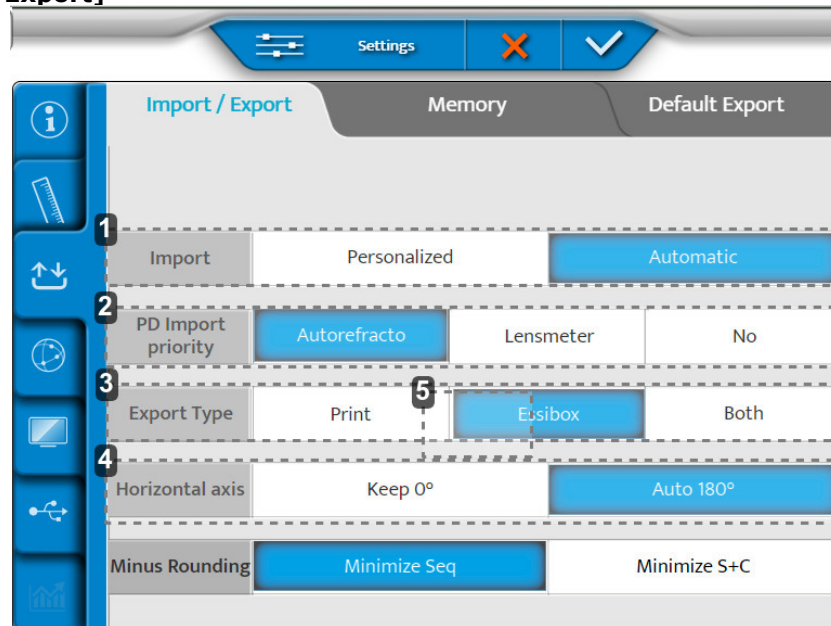 Export]
Settings
Import / Export
Memory
Default Export
1
Import
Personalized
Automatic
2
PD Import
priority
Autorefracto
Lensmeter
No
3
Export Type
Print
5
Essibox
Both
4
Horizontal axis
Keep 0°
Auto 180°
Minus Rounding
Minimize Seq
Minimize S+C